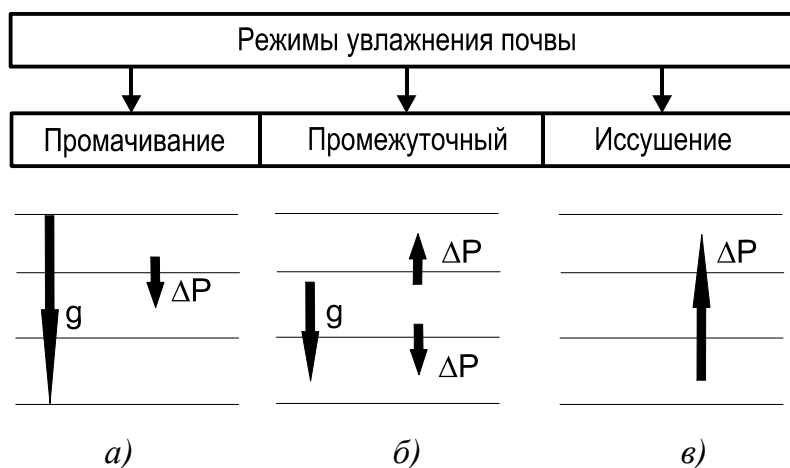 Режимы увлажнения почвы
Промачивание Промежуточный Иссушение
g ΔP
ΔP
g
ΔP
ΔP
а) б) в)